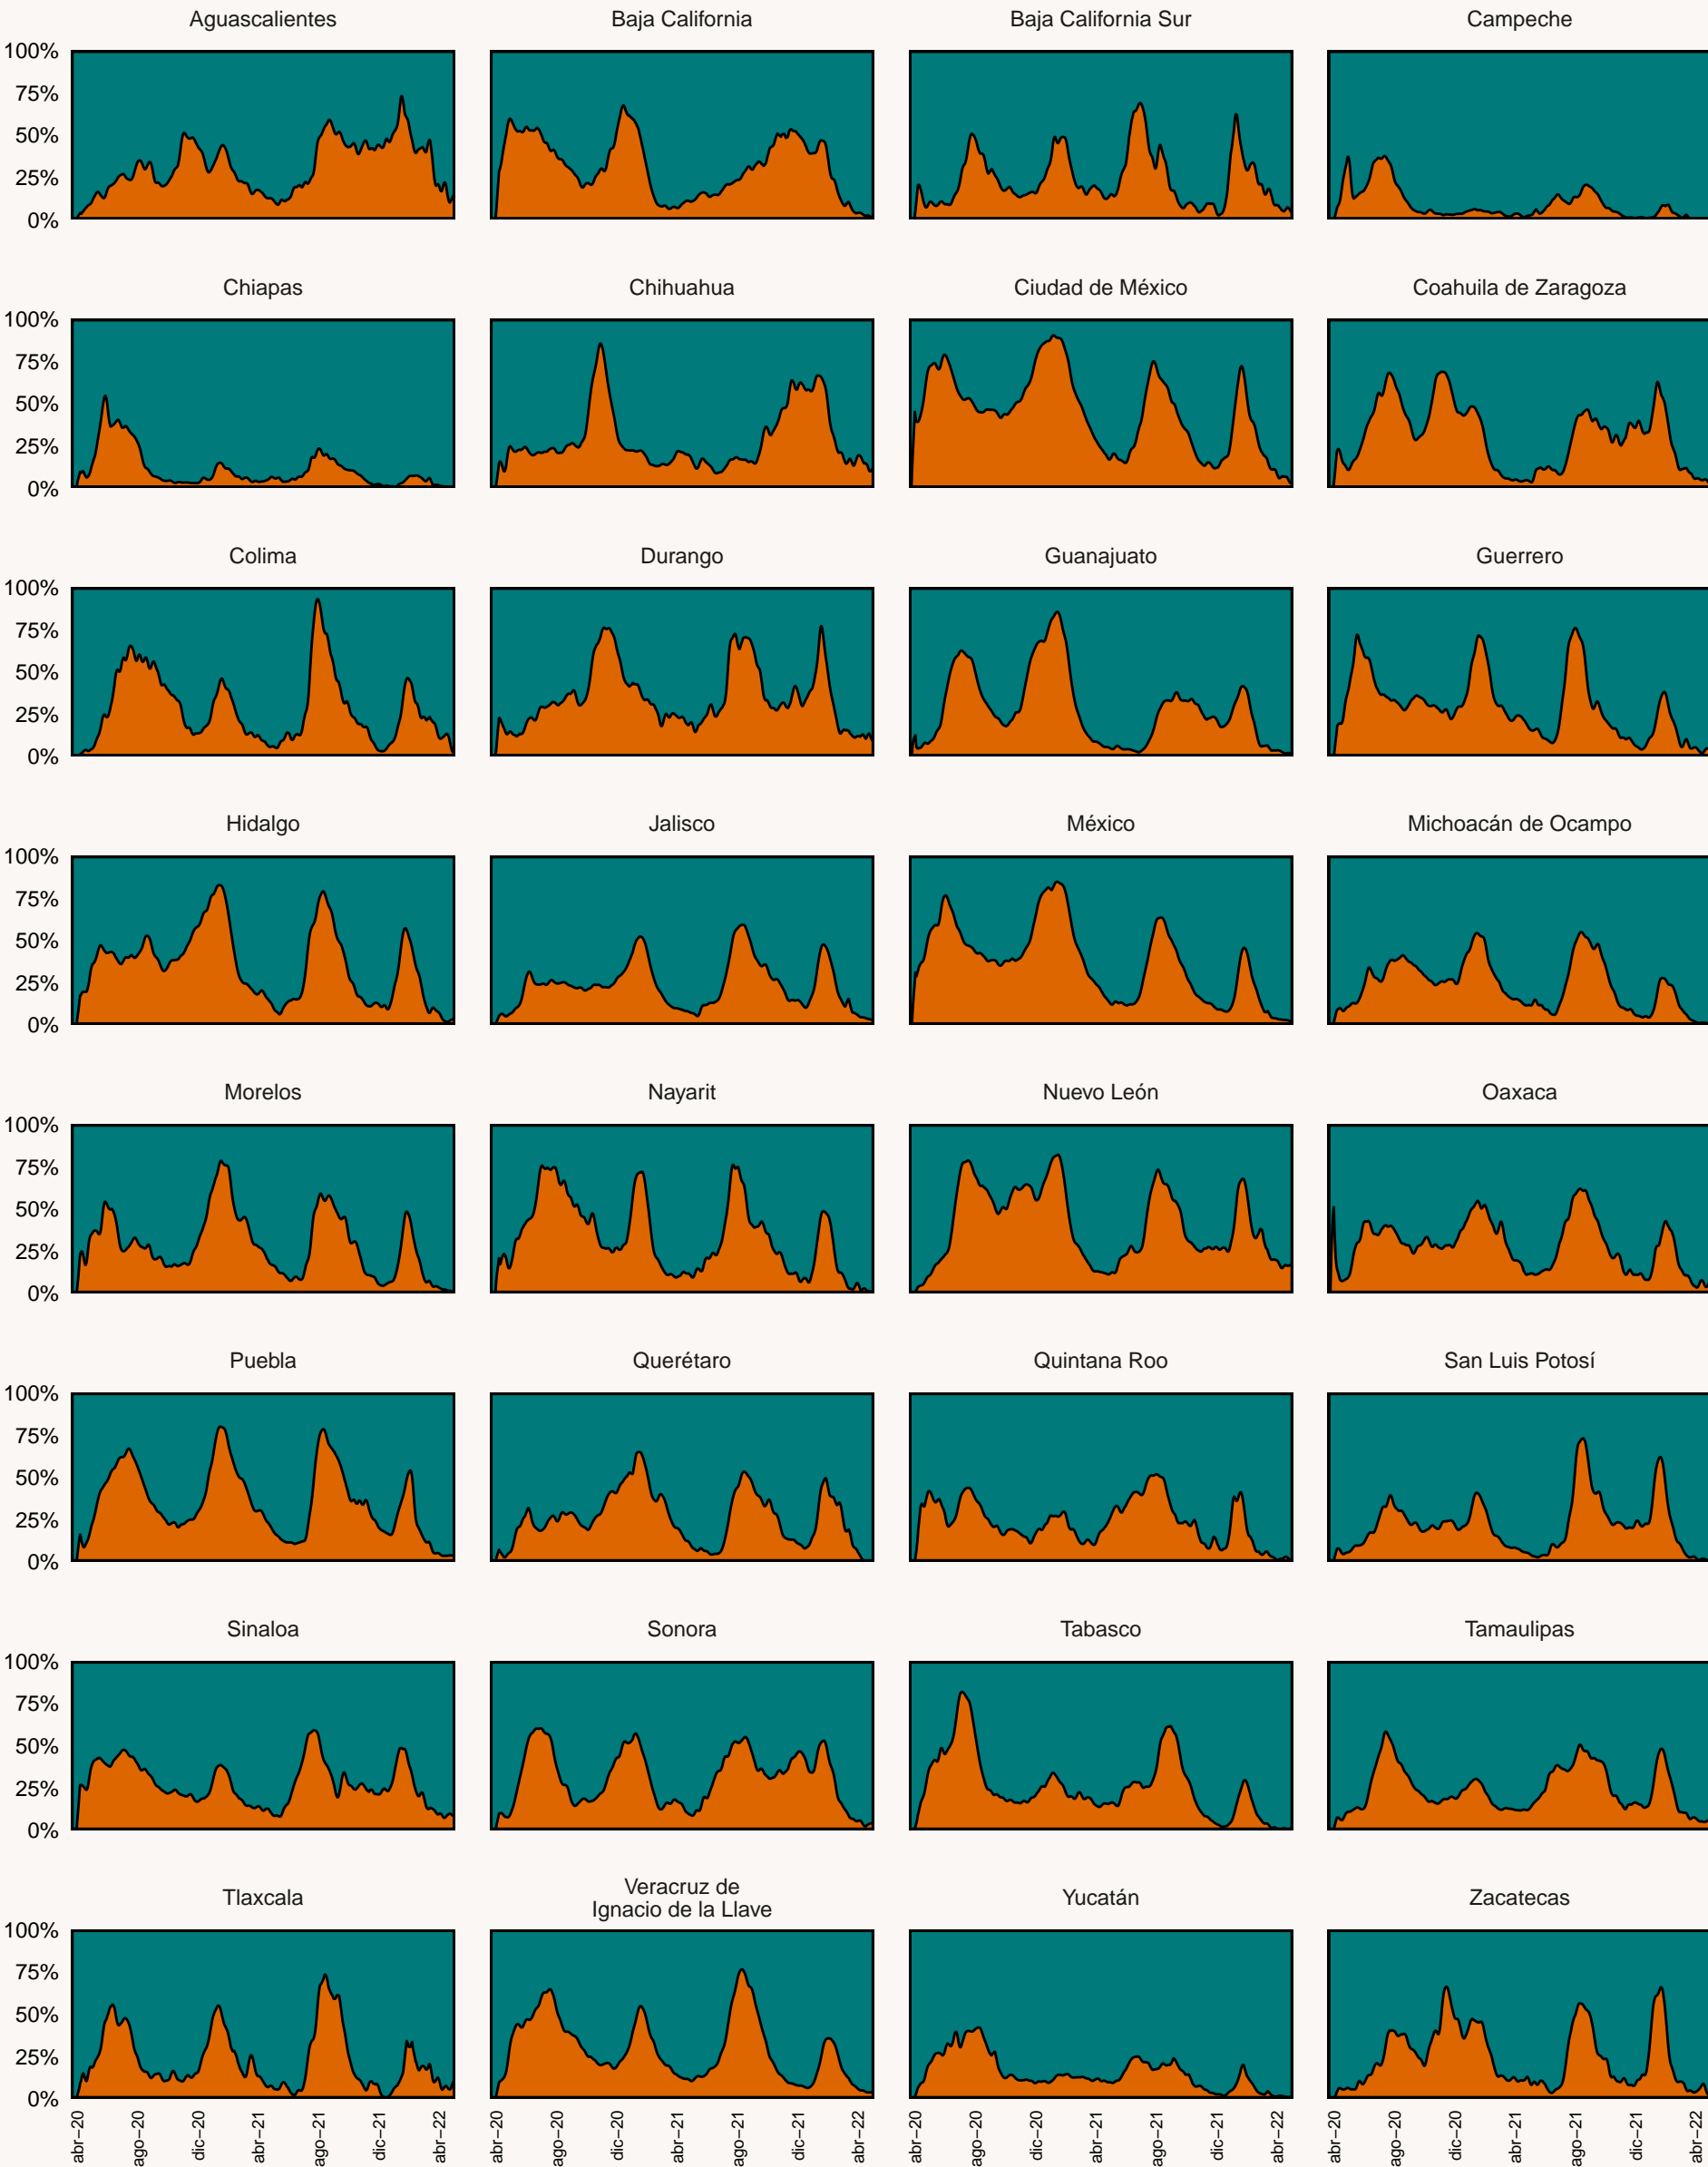 Aguascalientes
Baja California
Baja California Sur
Campeche
100%
75%
50%
25%
0%
Chiapas
Chihuahua
Ciudad de México
Coahuila de Zaragoza
100%
75%
50%
25%
0%
Colima
Durango
Guanajuato
Guerrero
100%
75%
50%
25%
0%
Hidalgo
Jalisco
México
Michoacán de Ocampo
100%
75%
50%
25%
0%
Morelos
Nayarit
Nuevo León
Oaxaca
100%
75%
50%
25%
0%
Puebla
Querétaro
Quintana Roo
San Luis Potosí
100%
75%
50%
25%
0%
Sinaloa
Sonora
Tabasco
Tamaulipas
100%
75%
50%
25%
0%
Tlaxcala
Veracruz de
Ignacio de la Llave
Yucatán
Zacatecas
100%
75%
50%
25%
0%
abr−20
ago−20
dic−20
abr−21
ago−21
dic−21
abr−22
abr−20
ago−20
dic−20
abr−21
ago−21
dic−21
abr−22
abr−20
ago−20
dic−20
abr−21
ago−21
dic−21
abr−22
abr−20
ago−20
dic−20
abr−21
ago−21
dic−21
abr−22